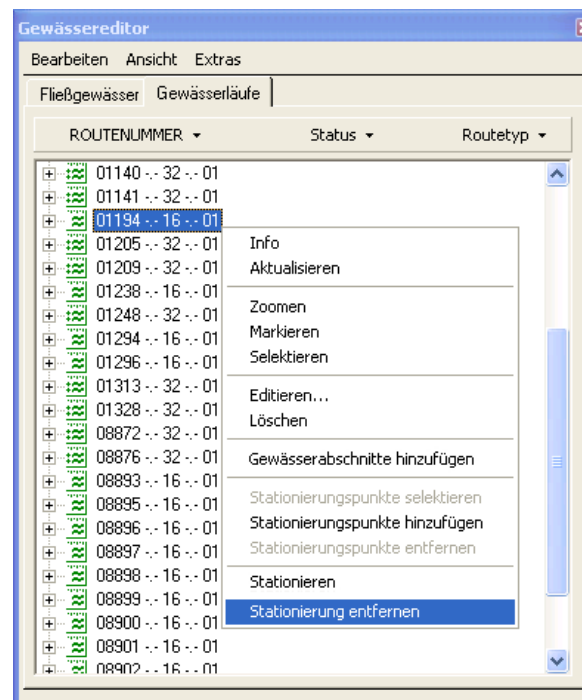 Gewässereditor
Bearbeiten Ansicht Extras
Fließgewässer Gewässerläufe
ROUTENUMMER Status Routetyp
01140 -.- 32 -.- 01
01141 -.- 32 -.- 01
01194 -.- 16 -.- 01
01205 -.- 32 -.- 01
01209 -.- 32 -.- 01
01238 -.- 16 -.- 01
01248 -.- 32 -.- 01
01294 -.- 16 -.- 01
01296 -.- 16 -.- 01
01313 -.- 32 -.- 01
01328 -.- 32 -.- 01
08872 -.- 32 -.- 01
08876 -.- 32 -.- 01
08893 -.- 16 -.- 01
08895 -.- 16 -.- 01
08896 -.- 16 -.- 01
08897 -.- 16 -.- 01
08898 -.- 16 -.- 01
08899 -.- 16 -.- 01
08900 -.- 16 -.- 01
08901 -.- 16 -.- 01
08902 -.- 16 -.- 01
Info
Aktualisieren
Zoomen
Markieren
Selektieren
Editieren...
Löschen
Gewässerabschnitte hinzufügen
Stationierungspunkte selektieren
Stationierungspunkte hinzufügen
Stationierungspunkte entfernen
Stationieren
Stationierung entfernen